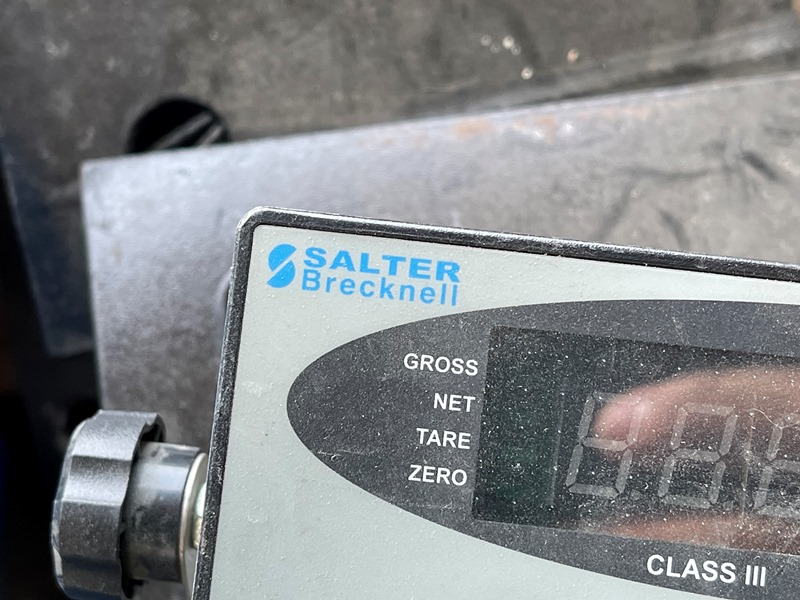 SALTER
Brecknell
GROSS
NET
TARE
ZERO
CLASS III